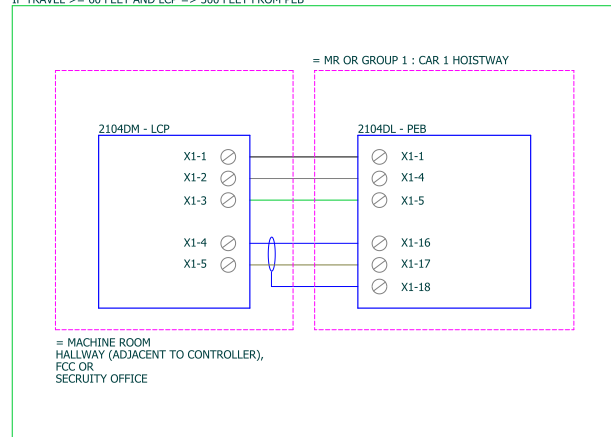 IF TRAVEL >= 60 FEET AND LCP => 300 FEET FROM PEB
= MR OR GROUP 1 : CAR 1 HOISTWAY
2104DM - LCP
2104DL - PEB
X1-1
X1-1
X1-2
X1-4
X1-3
X1-5
X1-4
X1-16
X1-5
X1-17
X1-18
= MACHINE ROOM
HALLWAY (ADJACENT TO CONTROLLER),
FCC OR
SECRUITY OFFICE